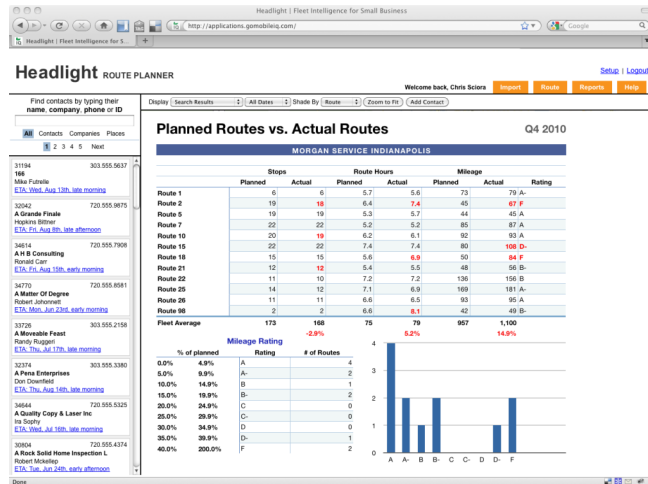 Headlight | Fleet Intelligence for Small Business
http://applications.gomobileiq.com/
Google
Headlight | Fleet Intelligence for S...
Headlight ROUTE PLANNER
Setup | Logout
Welcome back, Chris Sciora Import Route Reports Help
Find contacts by typing their
name, company, phone or ID
All Contacts Companies Places
1 2 3 4 5 Next
Display Search Results All Dates Shade By Route Zoom to Fit Add Contact
31194 303.555.5637
166
Mike Futrelle
ETA: Wed, Aug 13th, late morning
32042 720.555.9875
A Grande Finale
Hopkins Bittner
ETA: Fri, Aug 8th, late afternoon
34614 720.555.7906
A H B Consulting
Ronald Carr
ETA: Fri, Aug 15th, early morning
34770 720.555.8581
A Matter Of Degree
Robert Johonnett
ETA: Mon, Jun 23rd, early morning
33726 303.555.2158
A Moveable Feast
Randy Ruggeri
ETA: Thu, Jul 17th, late morning
32374 303.555.3380
A Pena Enterprises
Don Downfield
ETA: Thu, Aug 14th, late morning
34644 720.555.5325
A Quality Copy & Laser Inc
Ira Sophy
ETA: Wed, Jul 16th, late morning
30804 720.555.4374
A Rock Solid Home Inspection L
Robert Mckellep
ETA: Tue, Jun 24th, early afternoon
Planned Routes vs. Actual Routes Q4 2010
MORGAN SERVICE INDIANAPOLIS
Stops Route Hours Mileage
Planned Actual Planned Actual Planned Actual Rating
Route 1 6 6 5.7 5.6 73 79 A-
Route 2 19 18 6.4 7.4 45 67 F
Route 5 19 19 5.3 5.7 44 45 A
Route 7 22 22 5.2 5.2 85 87 A
Route 10 20 19 6.2 6.1 92 93 A
Route 15 22 22 7.4 7.4 80 108 D-
Route 18 15 15 5.6 6.9 50 84 F
Route 21 12 12 5.4 5.5 48 56 B-
Route 22 11 10 7.2 7.2 136 156 B
Route 25 14 12 7.1 6.9 169 181 A-
Route 26 11 11 6.6 6.5 93 95 A
Route 98 2 2 6.6 8.1 42 49 B-
Fleet Average 173 168 75 79 957 1,100
-2.9% 5.2% 14.9%
Mileage Rating
% of planned Rating # of Routes
0.0% 4.9% A 4
5.0% 9.9% A- 2
10.0% 14.9% B 1
15.0% 19.9% B- 2
20.0% 24.9% C 0
25.0% 29.9% C- 0
30.0% 34.9% D 0
35.0% 39.9% D- 1
40.0% 200.0% F 2
4
3
2
1
0
A A- B B- C C- D D- F
Done